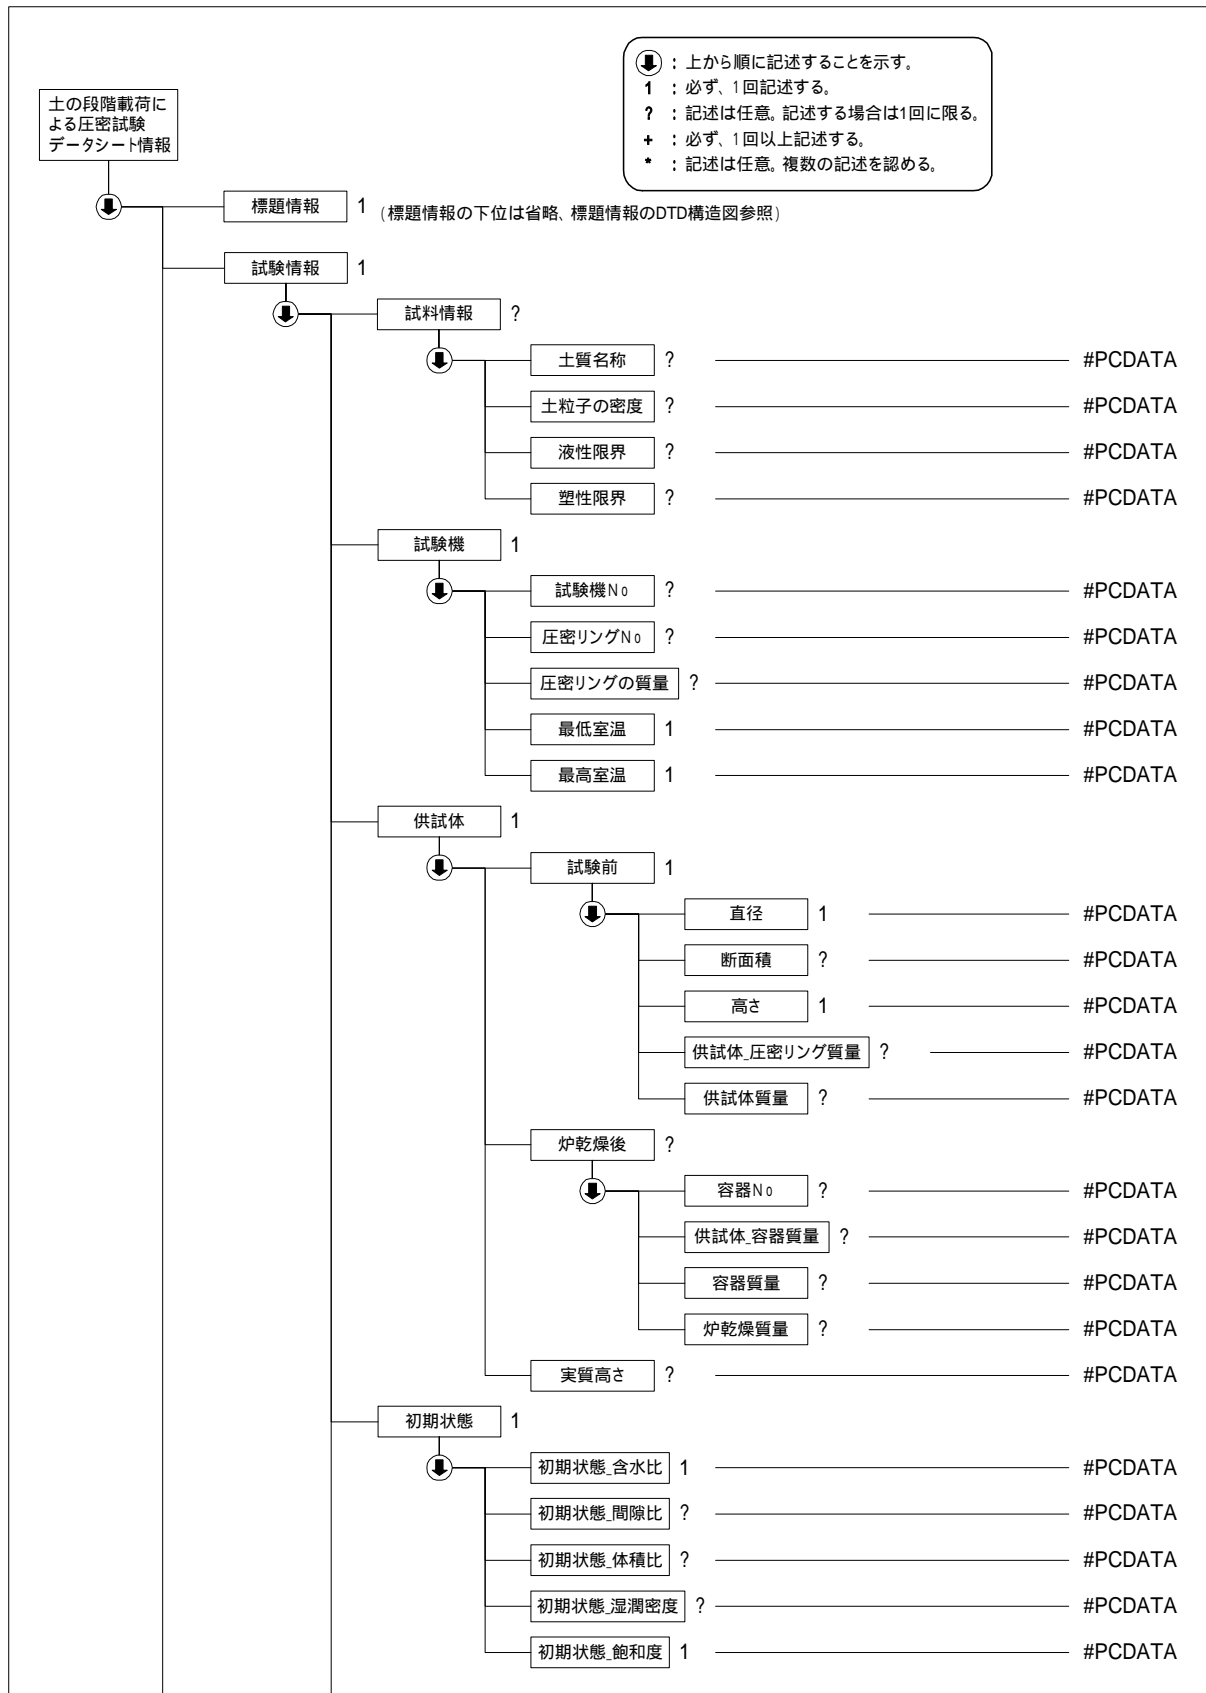 ：上から順に記述することを示す。
1 ：必ず、1回記述する。
? ：記述は任意。記述する場合は1回に限る。
+ ：必ず、1回以上記述する。
* ：記述は任意。複数の記述を認める。
土の段階載荷に
よる圧密試験
データシート情報
標題情報 1 (標題情報の下位は省略、標題情報のDTD構造図参照)
試験情報 1
試料情報 ?
土質名称 ? #PCDATA
土粒子の密度 ? #PCDATA
液性限界 ? #PCDATA
塑性限界 ? #PCDATA
試験機 1
試験機No ? #PCDATA
圧密リングNo ? #PCDATA
圧密リングの質量 ? #PCDATA
最低室温 1 #PCDATA
最高室温 1 #PCDATA
供試体 1
試験前 1
直径 1 #PCDATA
断面積 ? #PCDATA
高さ 1 #PCDATA
供試体_圧密リング質量 ? #PCDATA
供試体質量 ? #PCDATA
炉乾燥後 ?
容器No ? #PCDATA
供試体_容器質量 ? #PCDATA
容器質量 ? #PCDATA
炉乾燥質量 ? #PCDATA
実質高さ ? #PCDATA
初期状態 1
初期状態_含水比 1 #PCDATA
初期状態_間隙比 ? #PCDATA
初期状態_体積比 ? #PCDATA
初期状態_湿潤密度 ? #PCDATA
初期状態_飽和度 1 #PCDATA